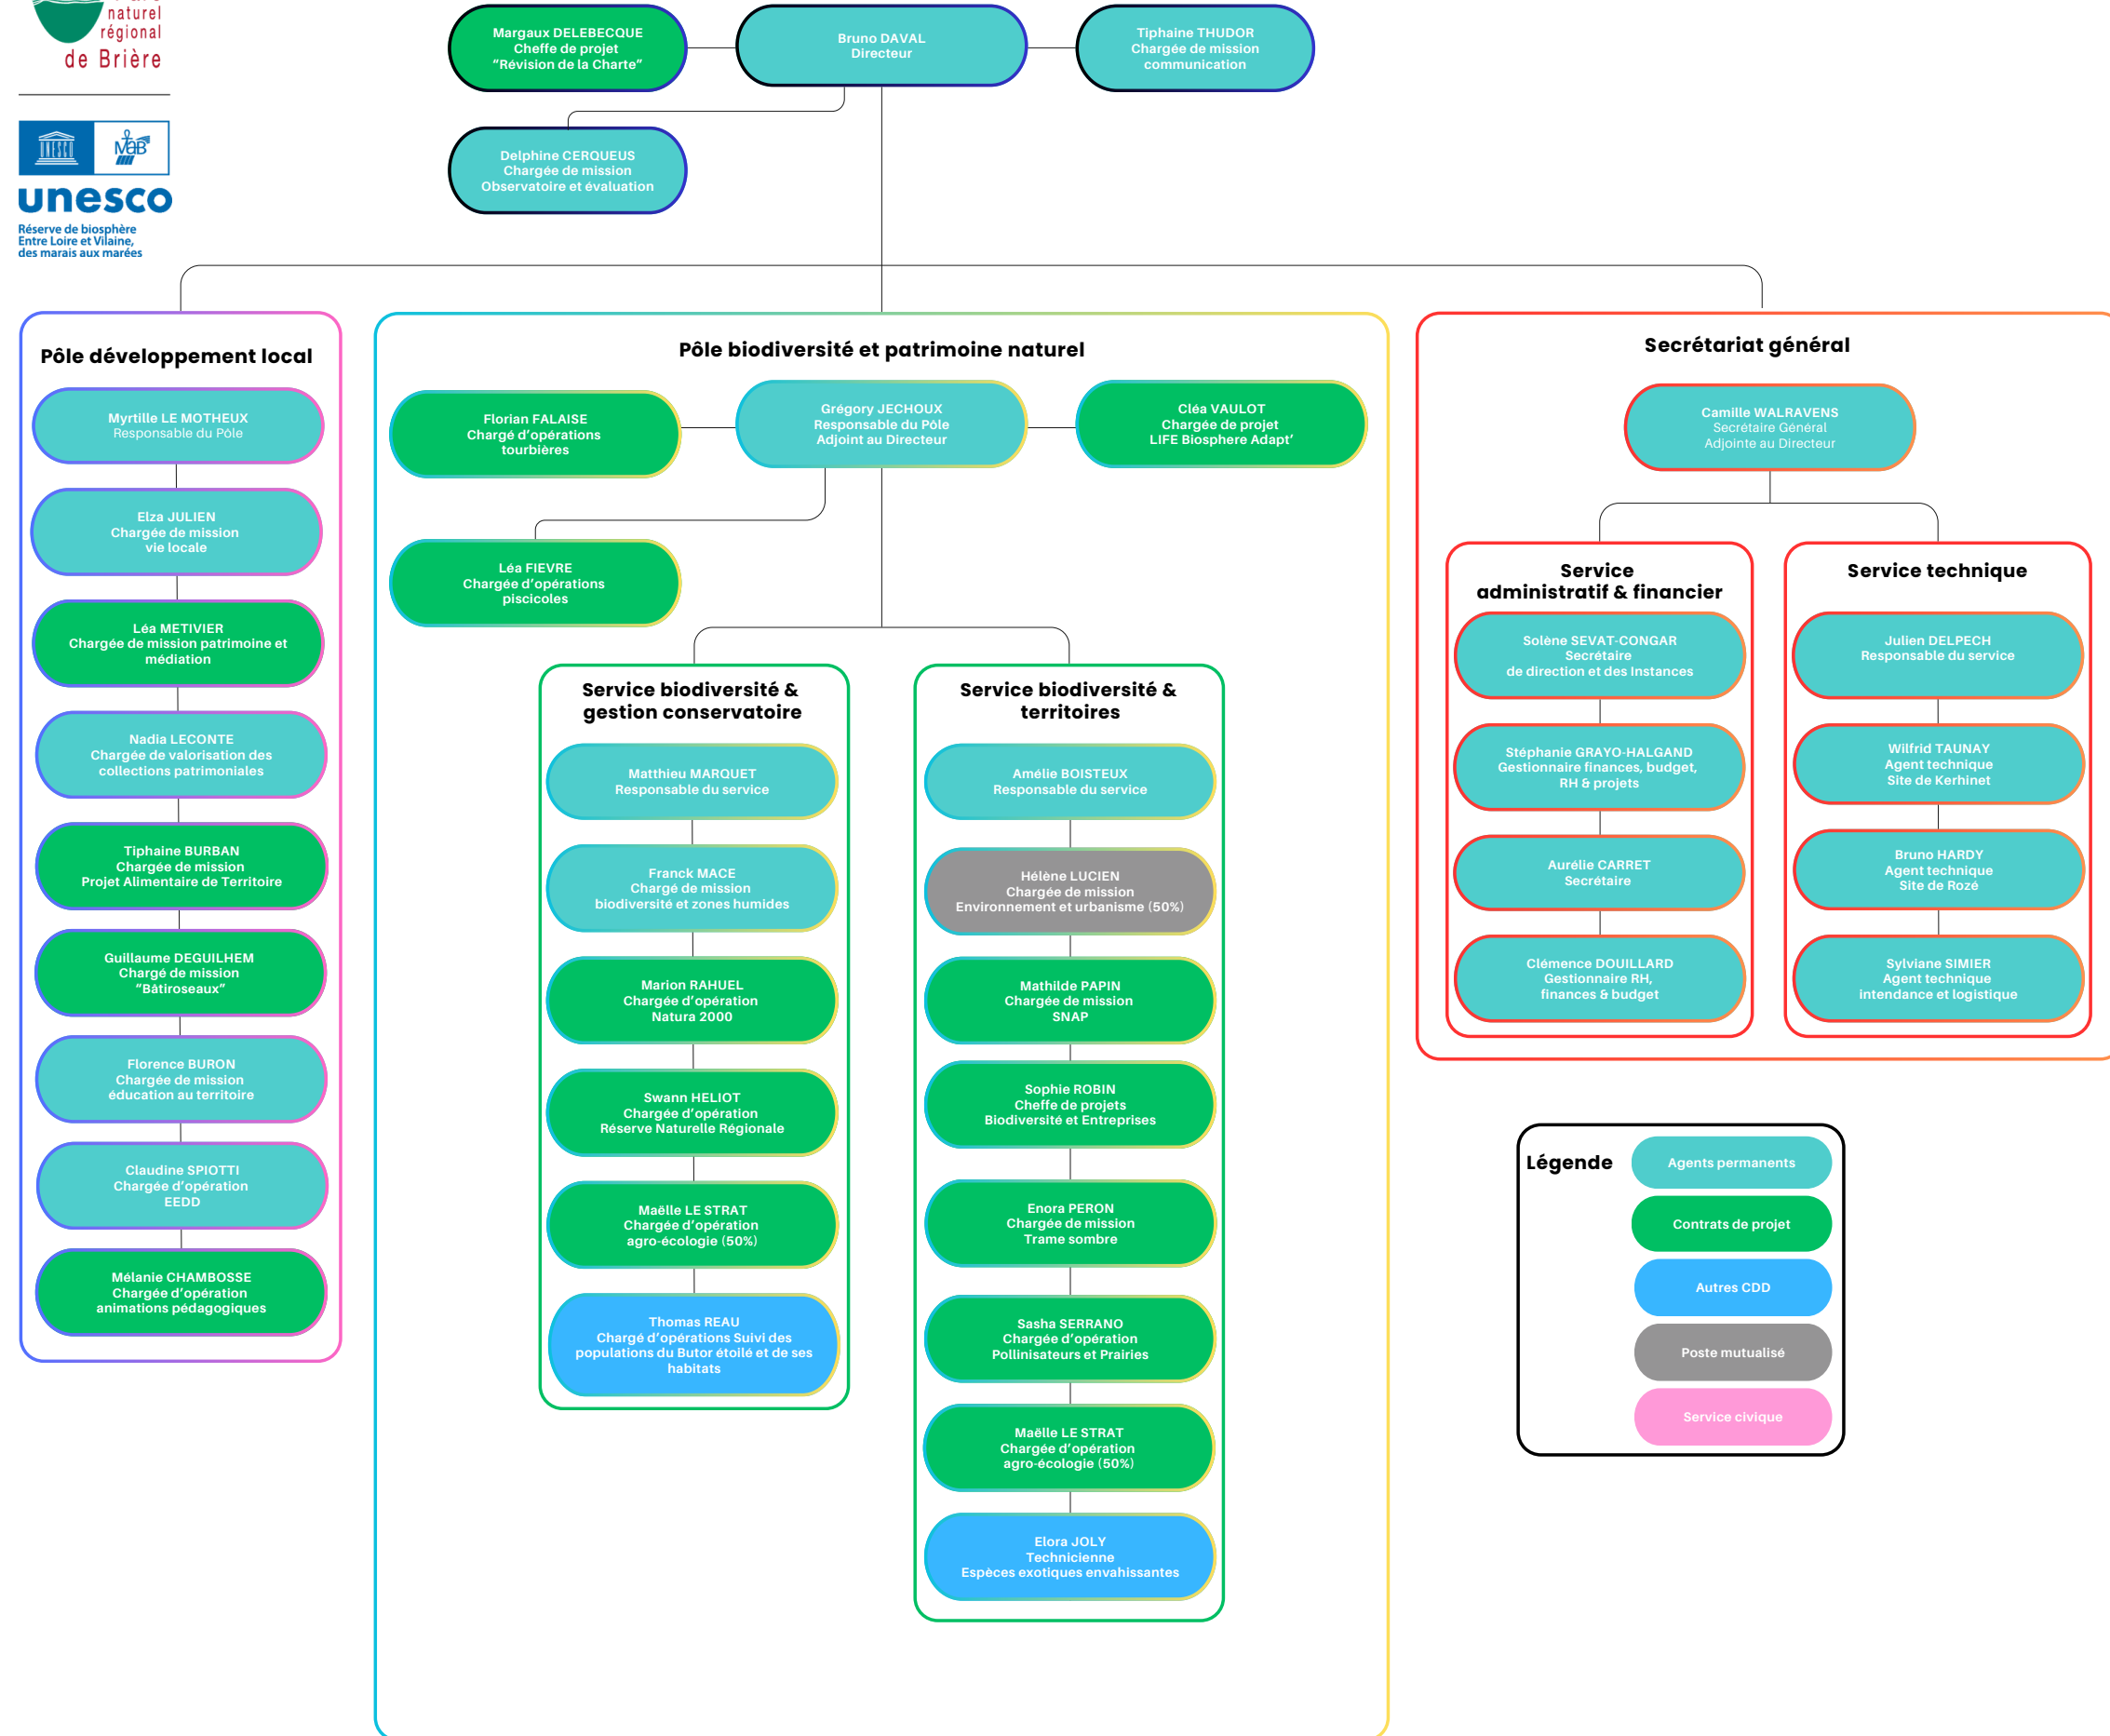 naturel
régional
de Brière
unesco
Réserve de biosphère
Entre Loire et Vilaine,
des marais aux marées
Margaux DELEBECQUE
Cheffe de projet
“Révision de la Charte”
Bruno DAVAL
Directeur
Tiphaine THUDOR
Chargée de mission
communication
Delphine CERQUEUS
Chargée de mission
Observatoire et évaluation
Pôle développement local
Myrtille LE MOTHEUX
Responsable du Pôle
Elza JULIEN
Chargée de mission
vie locale
Léa METIVIER
Chargée de mission patrimoine et
médiation
Nadia LECONTE
Chargée de valorisation des
collections patrimoniales
Tiphaine BURBAN
Chargée de mission
Projet Alimentaire de Territoire
Guillaume DEGUILHEM
Chargé de mission
“Bâtiroseaux”
Florence BURON
Chargée de mission
éducation au territoire
Claudine SPIOTTI
Chargée d’opération
EEDD
Mélanie CHAMBOSSE
Chargée d’opération
animations pédagogiques
Pôle biodiversité et patrimoine naturel
Florian FALAISE
Chargé d’opérations
tourbières
Grégory JECHOUX
Responsable du Pôle
Adjoint au Directeur
Cléa VAULOT
Chargée de projet
LIFE Biosphere Adapt’
Léa FIEVRE
Chargée d’opérations
piscicoles
Service biodiversité &
gestion conservatoire
Matthieu MARQUET
Responsable du service
Franck MACE
Chargé de mission
biodiversité et zones humides
Marion RAHUEL
Chargée d’opération
Natura 2000
Swann HELIOT
Chargée d’opération
Réserve Naturelle Régionale
Maëlle LE STRAT
Chargée d’opération
agro-écologie (50%)
Thomas REAU
Chargé d’opérations Suivi des
populations du Butor étoilé et de ses
habitats
Service biodiversité &
territoires
Amélie BOISTEUX
Responsable du service
Hélène LUCIEN
Chargée de mission
Environnement et urbanisme (50%)
Mathilde PAPIN
Chargée de mission
SNAP
Sophie ROBIN
Cheffe de projets
Biodiversité et Entreprises
Enora PERON
Chargée de mission
Trame sombre
Sasha SERRANO
Chargée d’opération
Pollinisateurs et Prairies
Maëlle LE STRAT
Chargée d’opération
agro-écologie (50%)
Elora JOLY
Technicienne
Espèces exotiques envahissantes
Secrétariat général
Camille WALRAVENS
Secrétaire Général
Adjointe au Directeur
Service
administratif & financier
Solène SEVAT-CONGAR
Secrétaire
de direction et des Instances
Stéphanie GRAYO-HALGAND
Gestionnaire finances, budget,
RH & projets
Aurélie CARRET
Secrétaire
Clémence DOUILLARD
Gestionnaire RH,
finances & budget
Service technique
Julien DELPECH
Responsable du service
Wilfrid TAUNAY
Agent technique
Site de Kerhinet
Bruno HARDY
Agent technique
Site de Rozé
Sylviane SIMIER
Agent technique
intendance et logistique
Légende
Agents permanents
Contrats de projet
Autres CDD
Poste mutualisé
Service civique